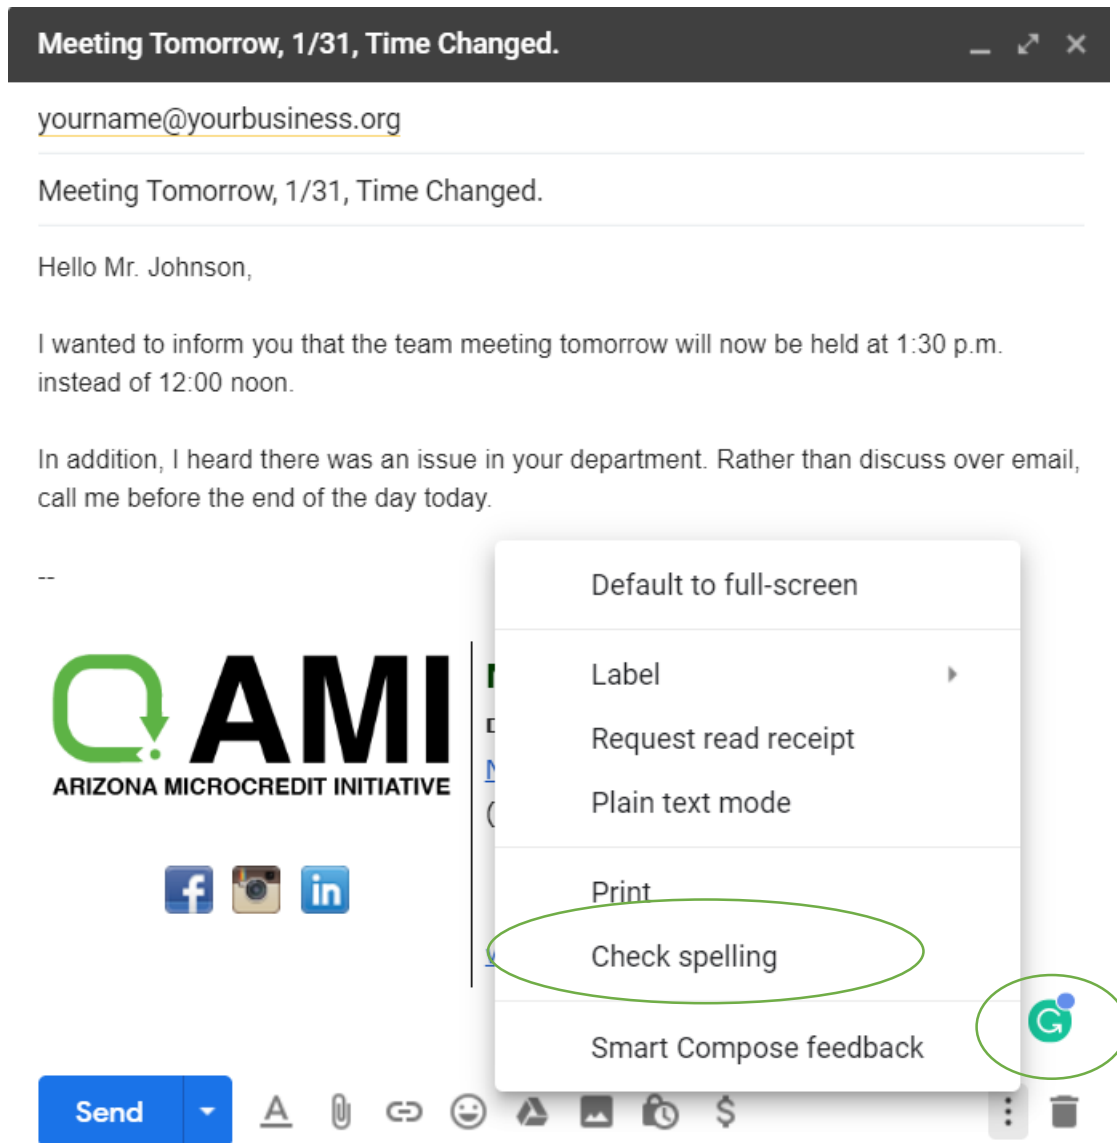 Meeting Tomorrow, 1/31, Time Changed.
yourname@yourbusiness.org
Meeting Tomorrow, 1/31, Time Changed.
Hello Mr. Johnson,
I wanted to inform you that the team meeting tomorrow will now be held at 1:30 p.m.
instead of 12:00 noon.
In addition, I heard there was an issue in your department. Rather than discuss over email,
call me before the end of the day today.
--
AMI
ARIZONA MICROCREDIT INITIATIVE
Default to full-screen
Label
Request read receipt
Plain text mode
Print
Check spelling
Smart Compose feedback
Send